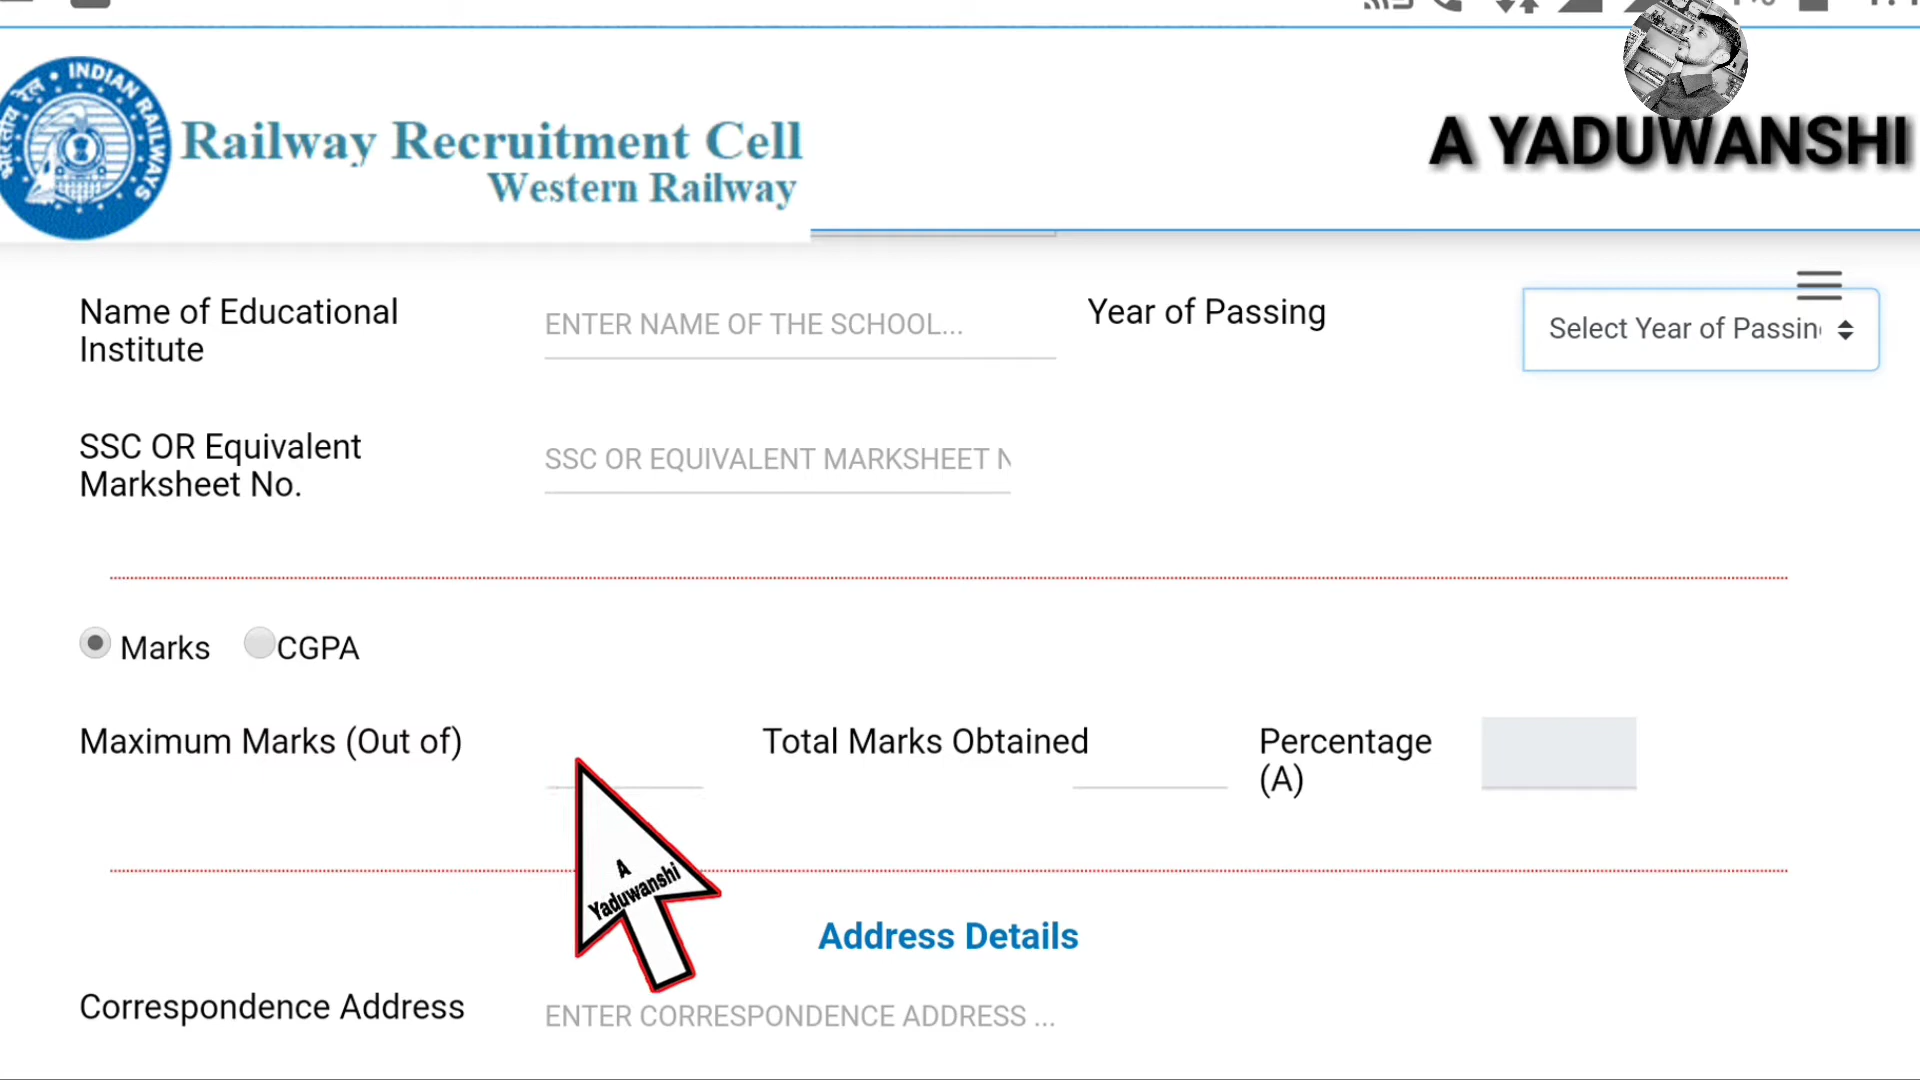 भारतीय रेल • INDIAN RAILWAYS
Railway Recruitment Cell
Western Railway
A YADUWANSHI
Name of Educational
Institute
ENTER NAME OF THE SCHOOL...
Year of Passing
Select Year of Passin
SSC OR Equivalent
Marksheet No.
SSC OR EQUIVALENT MARKSHEET N
Marks
CGPA
Maximum Marks (Out of)
Total Marks Obtained
Percentage
(A)
A
Yaduwanshi
Address Details
Correspondence Address
ENTER CORRESPONDENCE ADDRESS ...